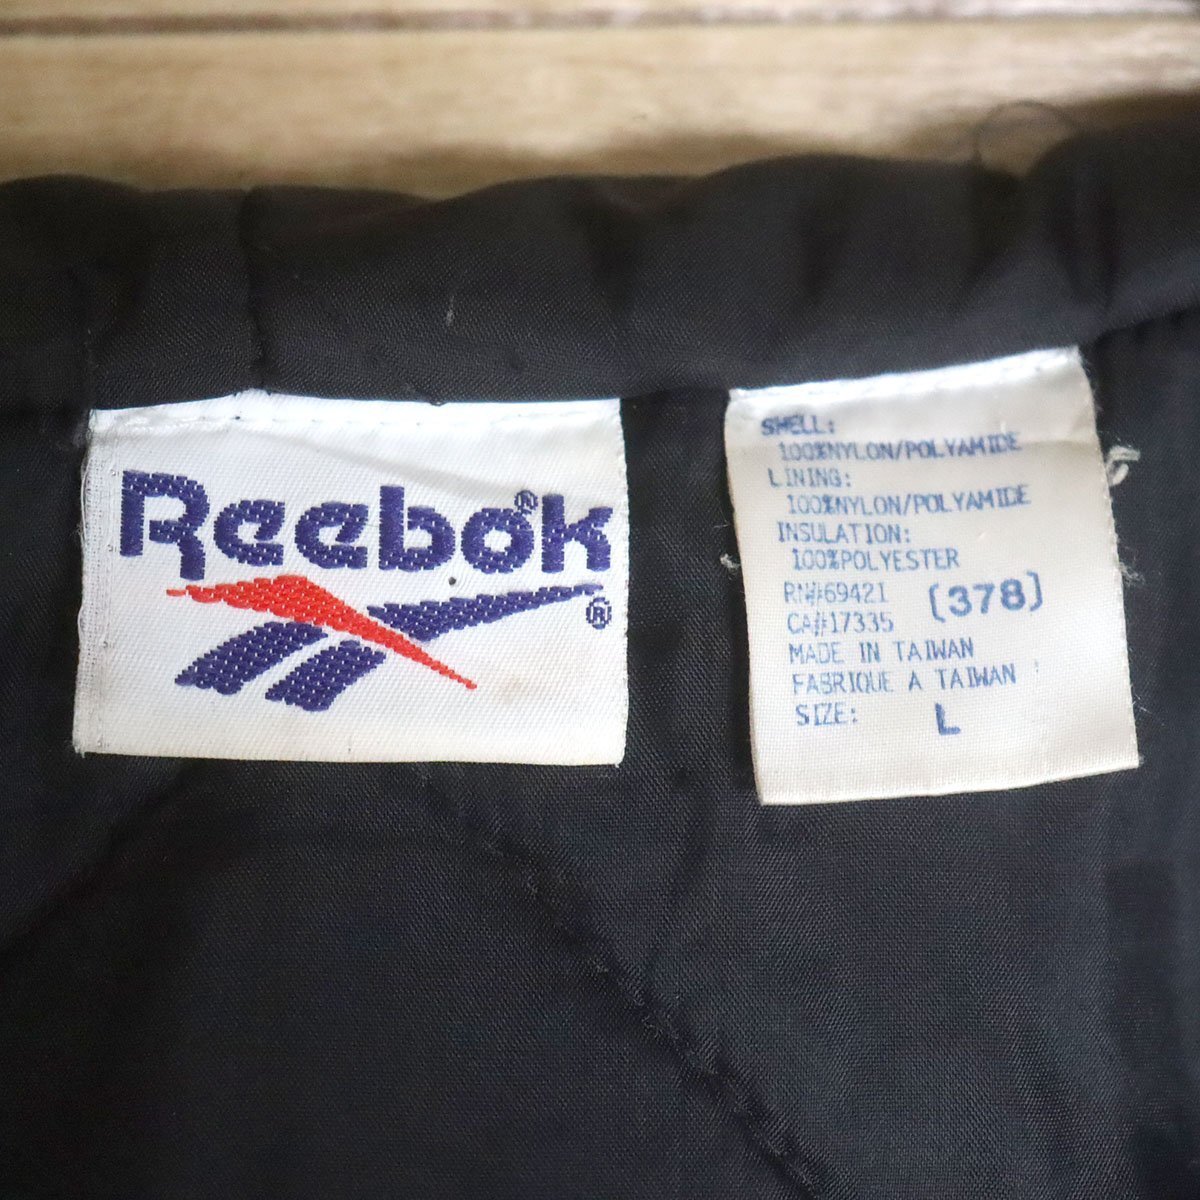 Reebok®
®
SHELL:
100%NYLON/POLYAMIDE
LINING:
100%NYLON/POLYAMIDE
INSULATION:
100%POLYESTER
RN#69421 (378)
CA#17335
MADE IN TAIWAN
FABRIQUE A TAIWAN
SIZE: L